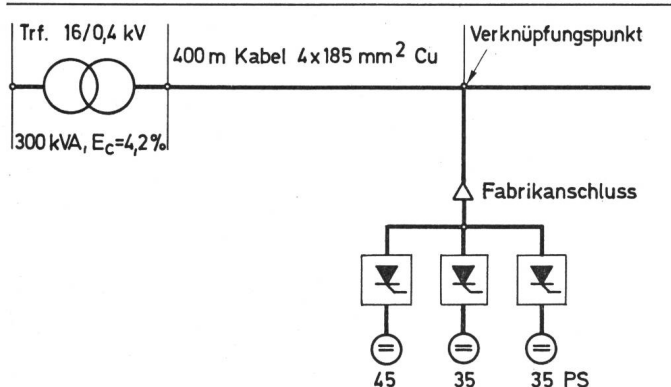 Trf. 16/0,4 kV
400 m Kabel 4x185 mm² Cu
Verknüpfungspunkt
300 kVA, EC=4,2%
Fabrikanschluss
45 35 35 PS